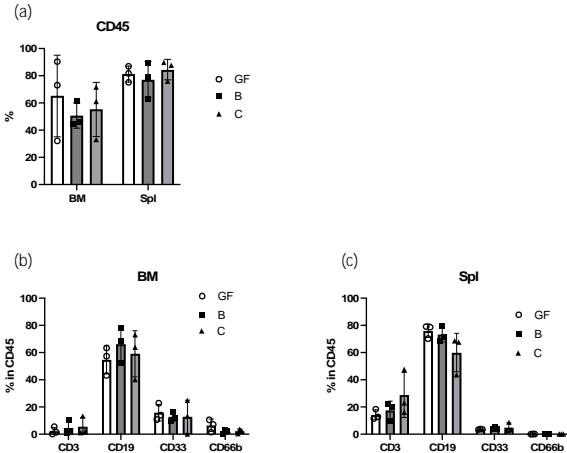 (a)
CD45
100
80
60
40
20
0
%
BM
Spl
GF
B
C
(b)
BM
100
80
60
40
20
0
% in CD45
CD3
CD19
CD33
CD66b
GF
B
C
(c)
Spl
100
80
60
40
20
0
% in CD45
CD3
CD19
CD33
CD66b
GF
B
C